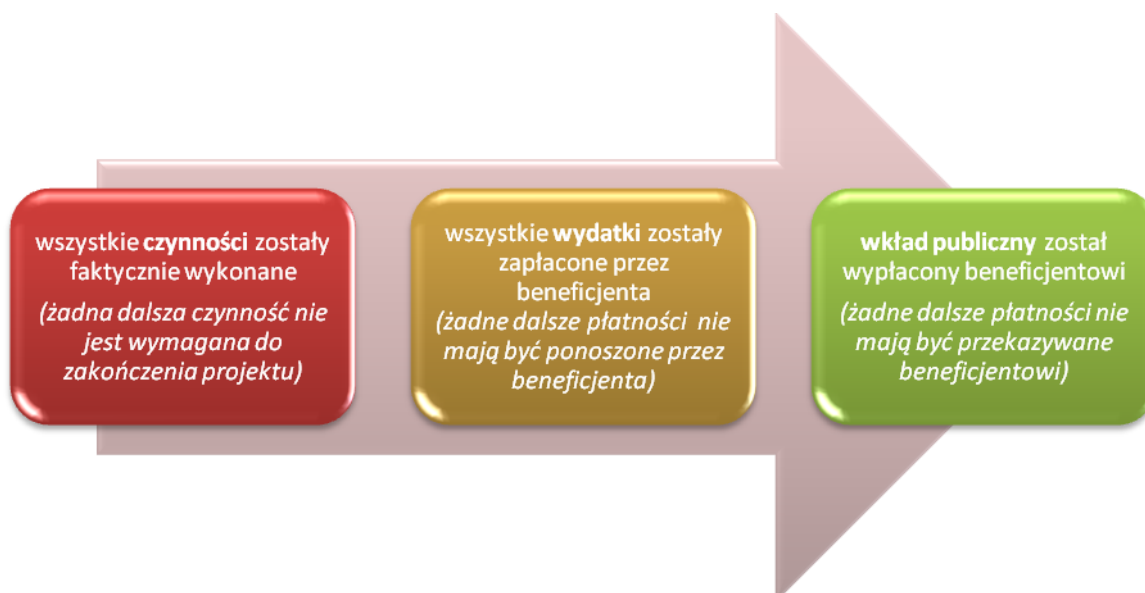 wszystkie czynności zostały
faktycznie wykonane
(żadna dalsza czynność nie
jest wymagana do
zakończenia projektu)
wszystkie wydatki zostały
zapłacone przez
beneficjenta
(żadne dalsze płatności nie
mają być ponoszone przez
beneficjenta)
wkład publiczny został
wypłacony beneficjentowi
(żadne dalsze płatności nie
mają być przekazywane
beneficjentowi)